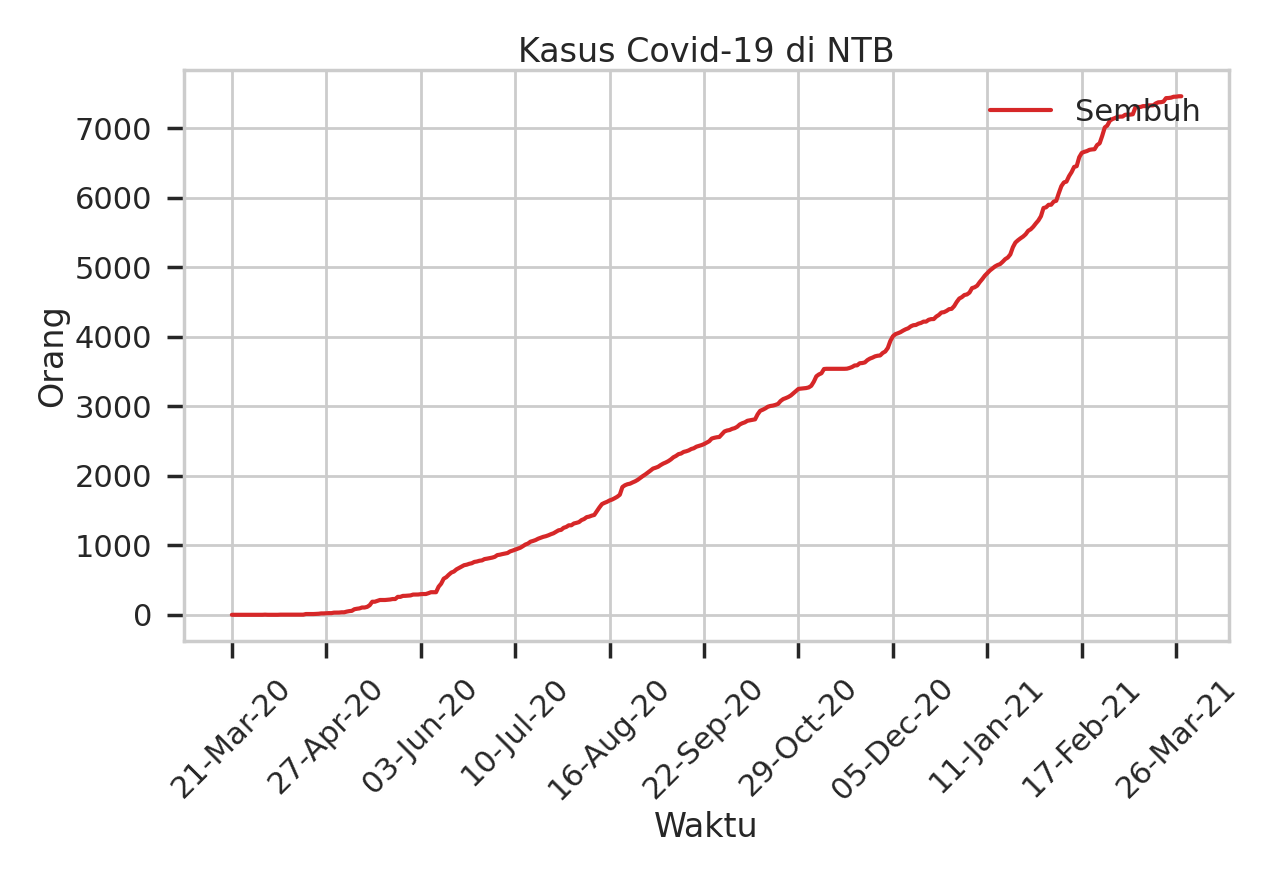 Kasus Covid-19 di NTB
Sembuh
7000
6000
5000
4000
3000
2000
1000
0
Orang
21-Mar-20
27-Apr-20
03-Jun-20
10-Jul-20
16-Aug-20
22-Sep-20
29-Oct-20
05-Dec-20
11-Jan-21
17-Feb-21
26-Mar-21
Waktu